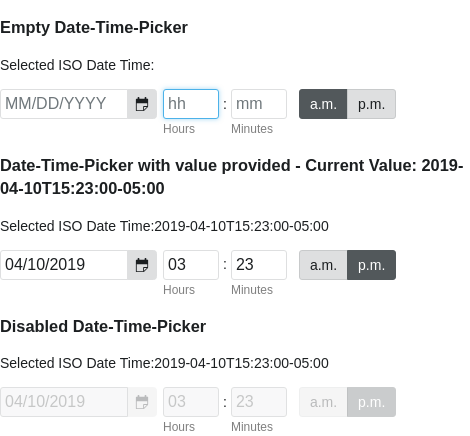 Empty Date-Time-Picker
Selected ISO Date Time:
MM/DD/YYYY hh : mm a.m. p.m.
Hours Minutes
Date-Time-Picker with value provided - Current Value: 2019-
04-10T15:23:00-05:00
Selected ISO Date Time:2019-04-10T15:23:00-05:00
04/10/2019 03 : 23 a.m. p.m.
Hours Minutes
Disabled Date-Time-Picker
Selected ISO Date Time:2019-04-10T15:23:00-05:00
04/10/2019 03 : 23 a.m. p.m.
Hours Minutes